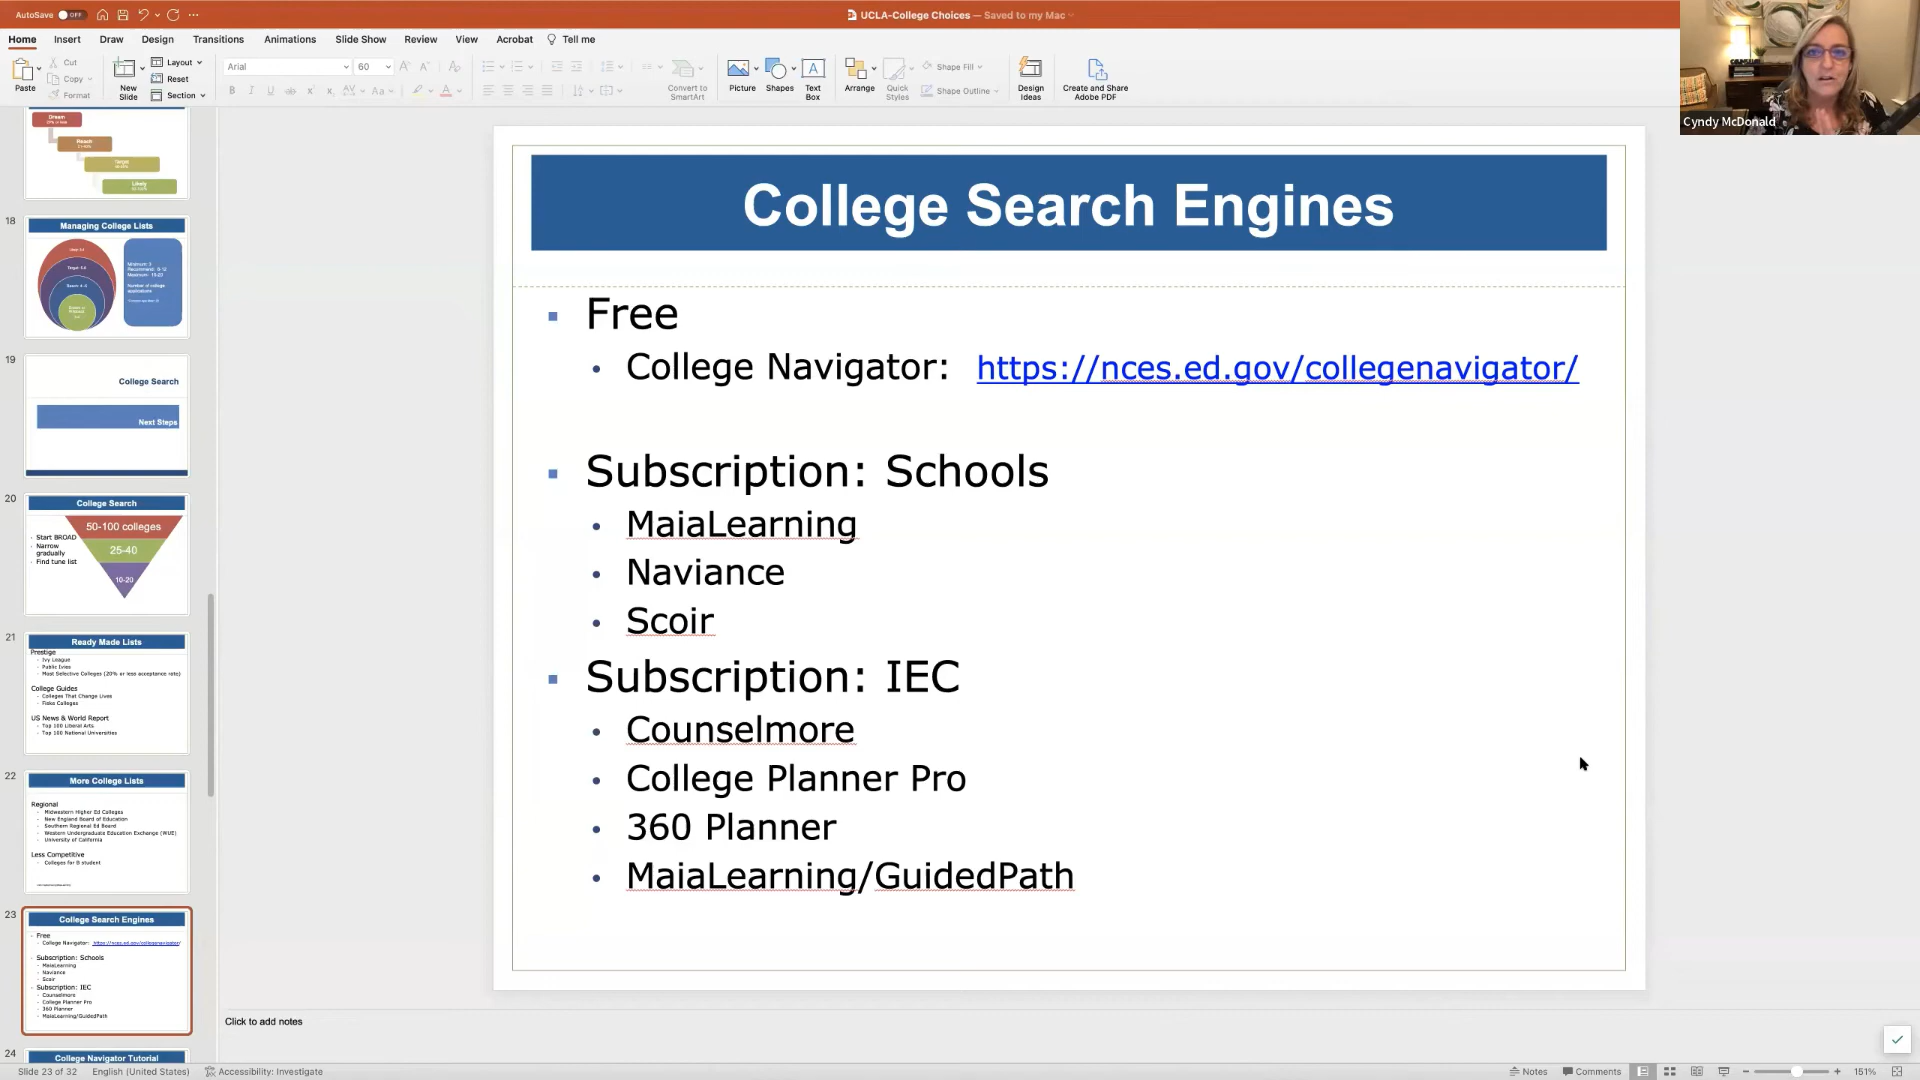 AutoSave OFF
UCLA-College Choices — Saved to my Mac
Home Insert Draw Design Transitions Animations Slide Show Review View Acrobat Tell me
Paste
Cut
Copy
Format
New Slide
Layout
Reset
Section
Arial
60
Convert to SmartArt
Picture
Shapes
Text Box
Arrange
Quick Styles
Shape Fill
Shape Outline
Design Ideas
Create and Share Adobe PDF
Cyndy McDonald
Dream
Reach
Target
Likely
18
Managing College Lists
Number of college applications
19
College Search
Next Steps
20
College Search
Start BROAD
Narrow gradually
Fine tune list
50-100 colleges
25-40
10-20
21
Ready Made Lists
Prestige
Ivy League
Public Ivies
Most Selective Colleges (20% or less acceptance rate)
College Guides
Colleges That Change Lives
Fiske Colleges
US News & World Report
Top 100 Liberal Arts
Top 100 National Universities
22
More College Lists
Regional
Midwestern Higher Ed Colleges
New England Board of Education
Southern Regional Ed Board
Western Undergraduate Education Exchange (WUE)
University of California
Less Competitive
Colleges for B student
23
College Search Engines
Free
College Navigator: https://nces.ed.gov/collegenavigator/
Subscription: Schools
MaiaLearning
Naviance
Scoir
Subscription: IEC
Counselmore
College Planner Pro
360 Planner
MaiaLearning/GuidedPath
24
College Navigator Tutorial
College Search Engines
Free
College Navigator: https://nces.ed.gov/collegenavigator/
Subscription: Schools
MaiaLearning
Naviance
Scoir
Subscription: IEC
Counselmore
College Planner Pro
360 Planner
MaiaLearning/GuidedPath
Click to add notes
Slide 23 of 32 English (United States) Accessibility: Investigate
Notes Comments 151%